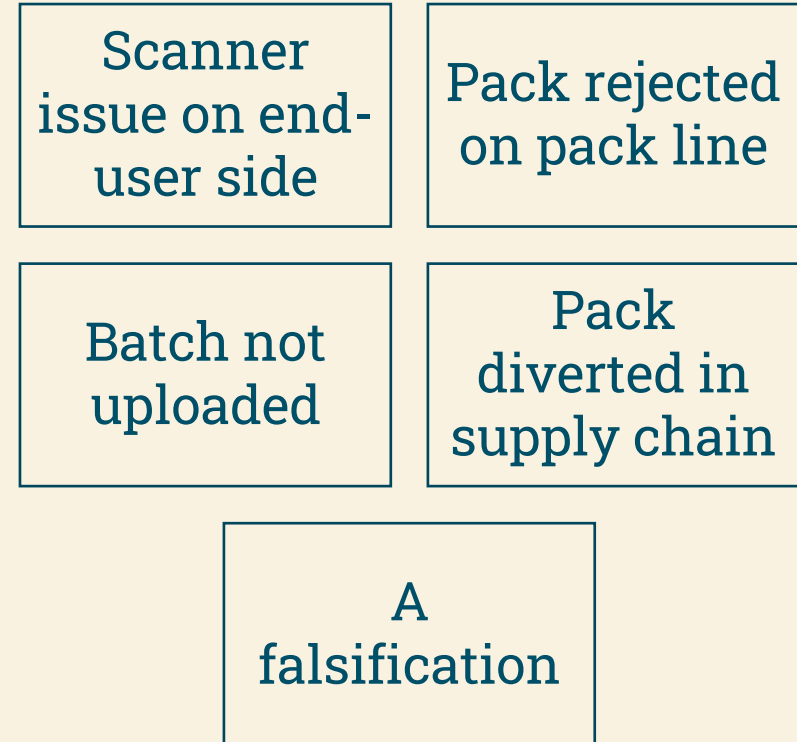 Scanner
issue on end-
user side
Pack rejected
on pack line
Batch not
uploaded
Pack
diverted in
supply chain
A
falsification